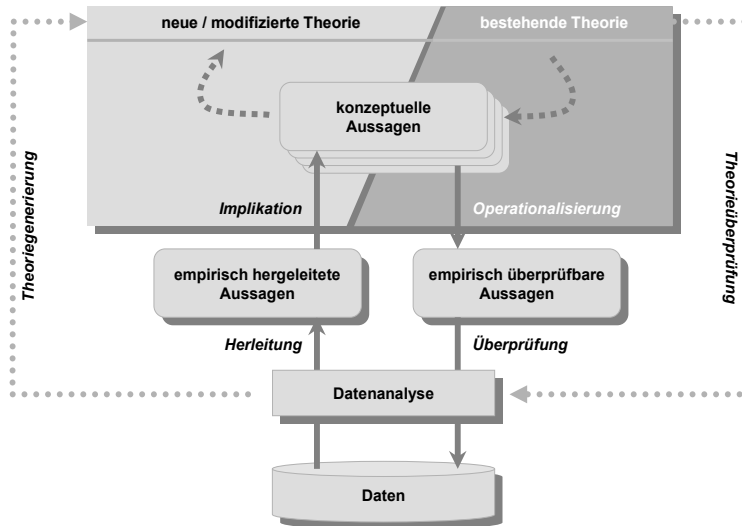 neue / modifizierte Theorie
bestehende Theorie
konzeptuelle
Aussagen
Theoriegenerierung
Theorieüberprüfung
Implikation
Operationalisierung
empirisch hergeleitete
Aussagen
empirisch überprüfbare
Aussagen
Herleitung
Überprüfung
Datenanalyse
Daten